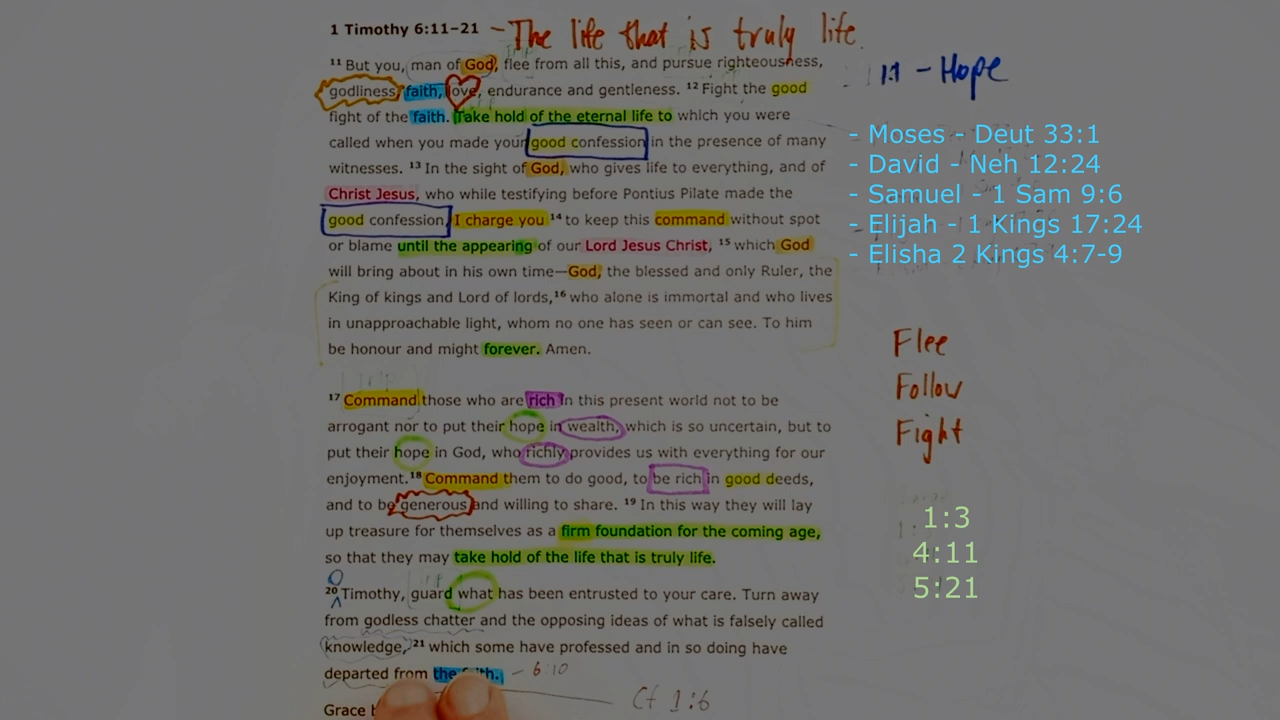 1 Timothy 6:11–21 - The life that is truly life.
¹¹ But you, man of God, flee from all this, and pursue righteousness,
godliness, faith, love, endurance and gentleness. ¹² Fight the good
fight of the faith. Take hold of the eternal life to which you were
called when you made your good confession in the presence of many
witnesses. ¹³ In the sight of God, who gives life to everything, and of
Christ Jesus, who while testifying before Pontius Pilate made the
good confession, I charge you ¹⁴ to keep this command without spot
or blame until the appearing of our Lord Jesus Christ, ¹⁵ which God
will bring about in his own time—God, the blessed and only Ruler, the
King of kings and Lord of lords, ¹⁶ who alone is immortal and who lives
in unapproachable light, whom no one has seen or can see. To him
be honour and might forever. Amen.
¹⁷ Command those who are rich in this present world not to be
arrogant nor to put their hope in wealth, which is so uncertain, but to
put their hope in God, who richly provides us with everything for our
enjoyment. ¹⁸ Command them to do good, to be rich in good deeds,
and to be generous and willing to share. ¹⁹ In this way they will lay
up treasure for themselves as a firm foundation for the coming age,
so that they may take hold of the life that is truly life.
²⁰ Timothy, guard what has been entrusted to your care. Turn away
from godless chatter and the opposing ideas of what is falsely called
knowledge, ²¹ which some have professed and in so doing have
departed from the faith. - 6:10
Cf 1:6
Grace
1:1 - Hope
- Moses - Deut 33:1
- David - Neh 12:24
- Samuel - 1 Sam 9:6
- Elijah - 1 Kings 17:24
- Elisha 2 Kings 4:7-9
Flee
Follow
Fight
1:3
4:11
5:21